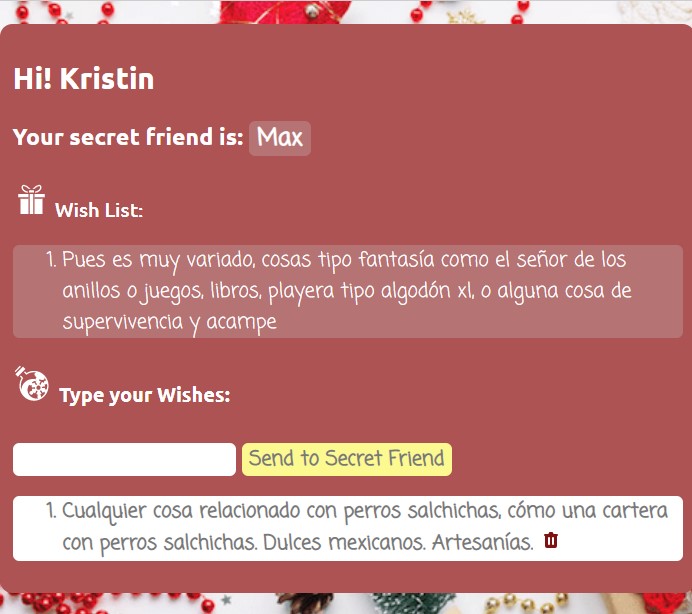 Hi! Kristin
Your secret friend is: Max
Wish List:
1. Pues es muy variado, cosas tipo fantasía como el señor de los
anillos o juegos, libros, playera tipo algodón xl, o alguna cosa de
supervivencia y acampe
Type your Wishes:
Send to Secret Friend
1. Cualquier cosa relacionado con perros salchichas, cómo una cartera
con perros salchichas. Dulces mexicanos. Artesanías.